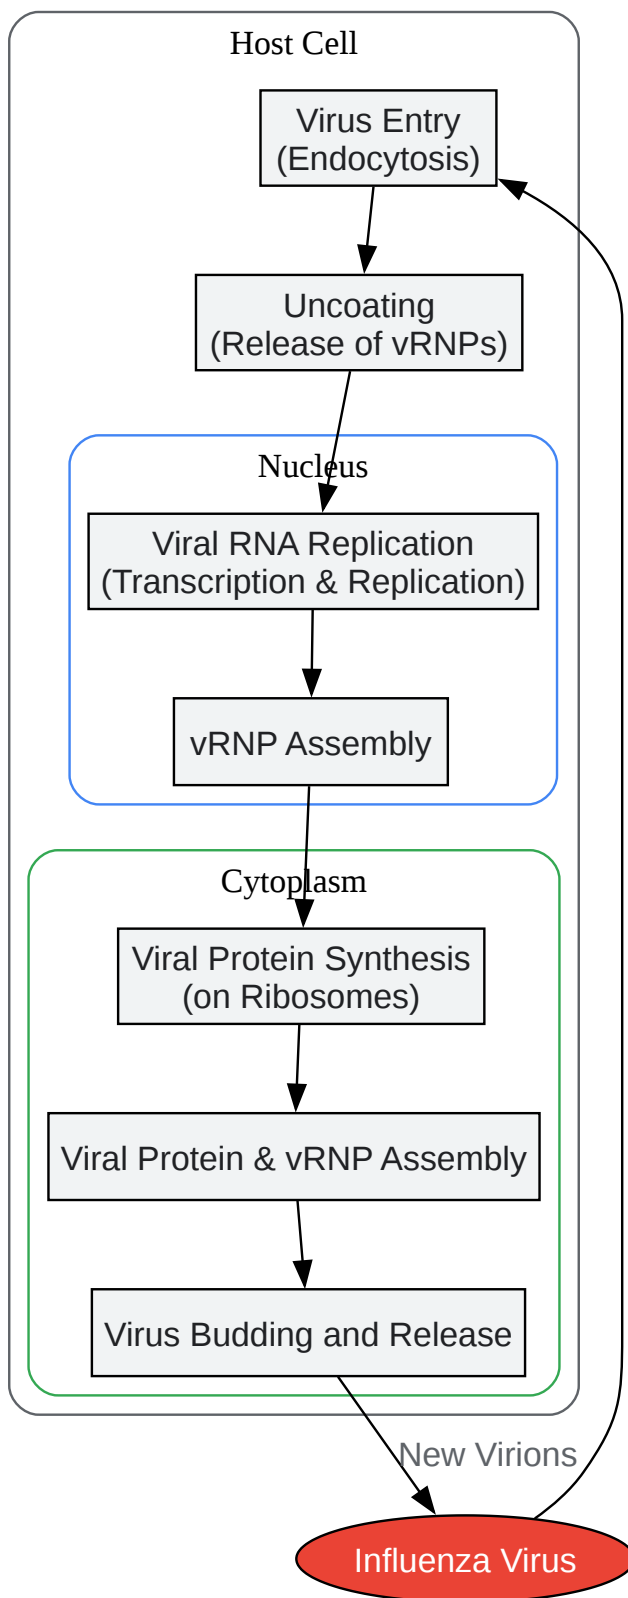 Host Cell
Virus Entry
(Endocytosis)
Uncoating
(Release of vRNPs)
Nucleus
Viral RNA Replication
(Transcription & Replication)
vRNP Assembly
Cytoplasm
Viral Protein Synthesis
(on Ribosomes)
Viral Protein & vRNP Assembly
Virus Budding and Release
New Virions
Influenza Virus